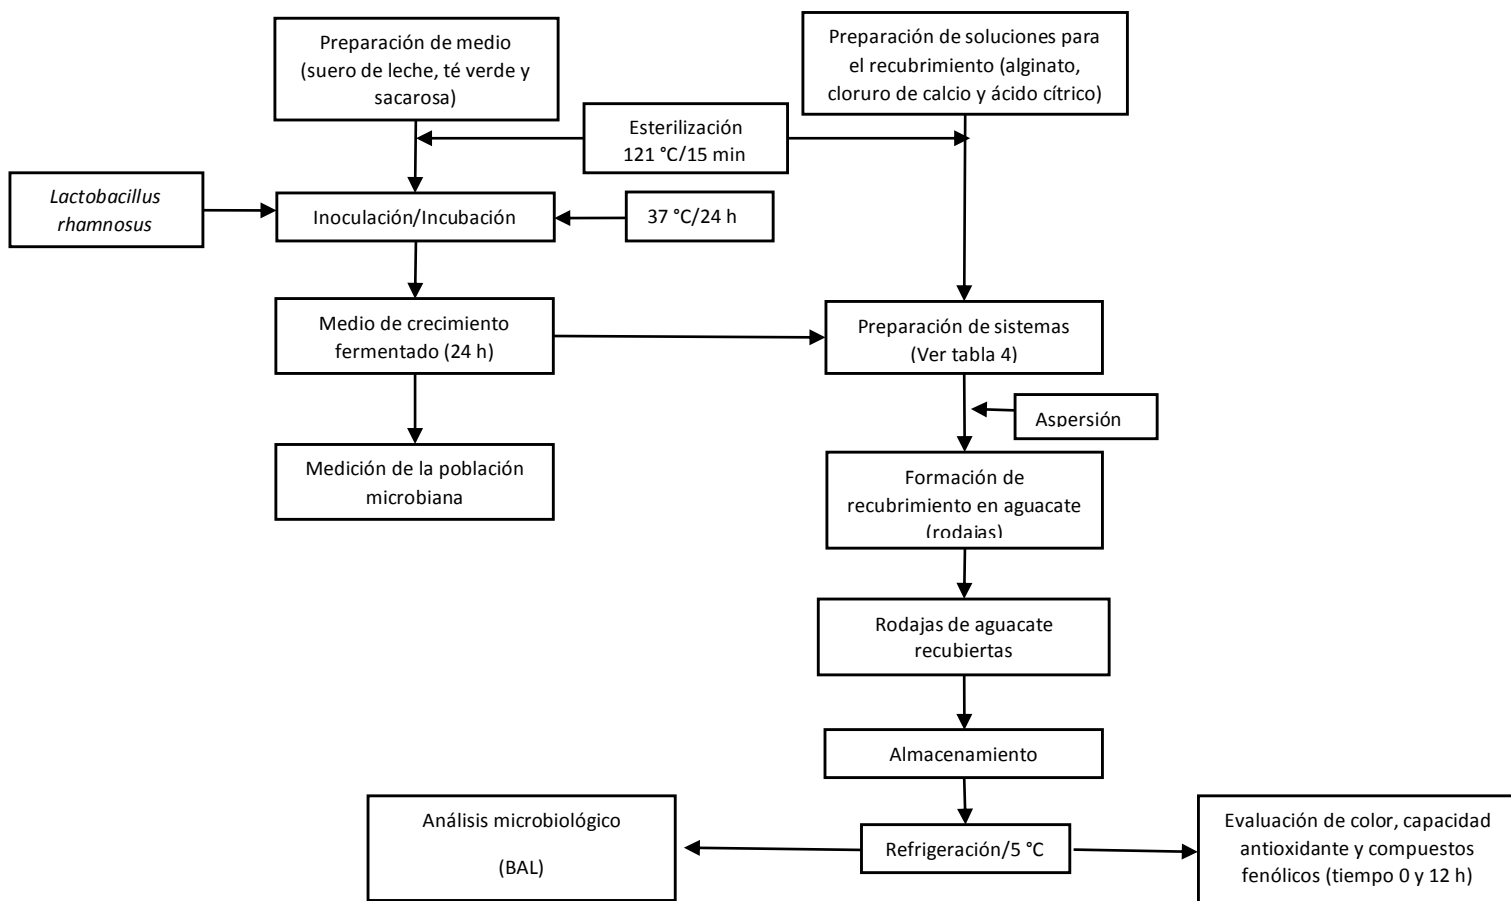 Preparación de medio
(suero de leche, té verde y
sacarosa)
Preparación de soluciones para
el recubrimiento (alginato,
cloruro de calcio y ácido cítrico)
Esterilización
121 °C/15 min
Lactobacillus
rhamnosus
Inoculación/Incubación
37 °C/24 h
Medio de crecimiento
fermentado (24 h)
Preparación de sistemas
(Ver tabla 4)
Aspersión
Medición de la población
microbiana
Formación de
recubrimiento en aguacate
(rodajas)
Rodajas de aguacate
recubiertas
Almacenamiento
Análisis microbiológico
(BAL)
Refrigeración/5 °C
Evaluación de color, capacidad
antioxidante y compuestos
fenólicos (tiempo 0 y 12 h)